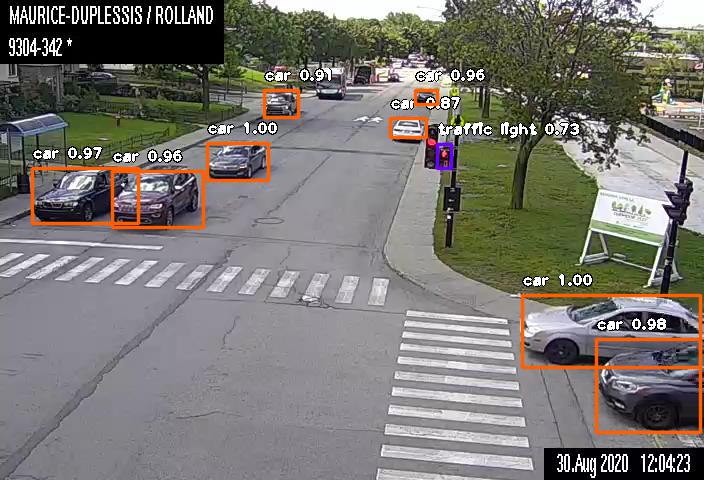 MAURICE-DUPLESSIS / ROLLAND
9304-342 *
car 0.91
car 0.96
car 0.87
traffic light 0.73
car 1.00
car 0.97
car 0.96
car 1.00
car 0.98
30.Aug 2020 12:04:23